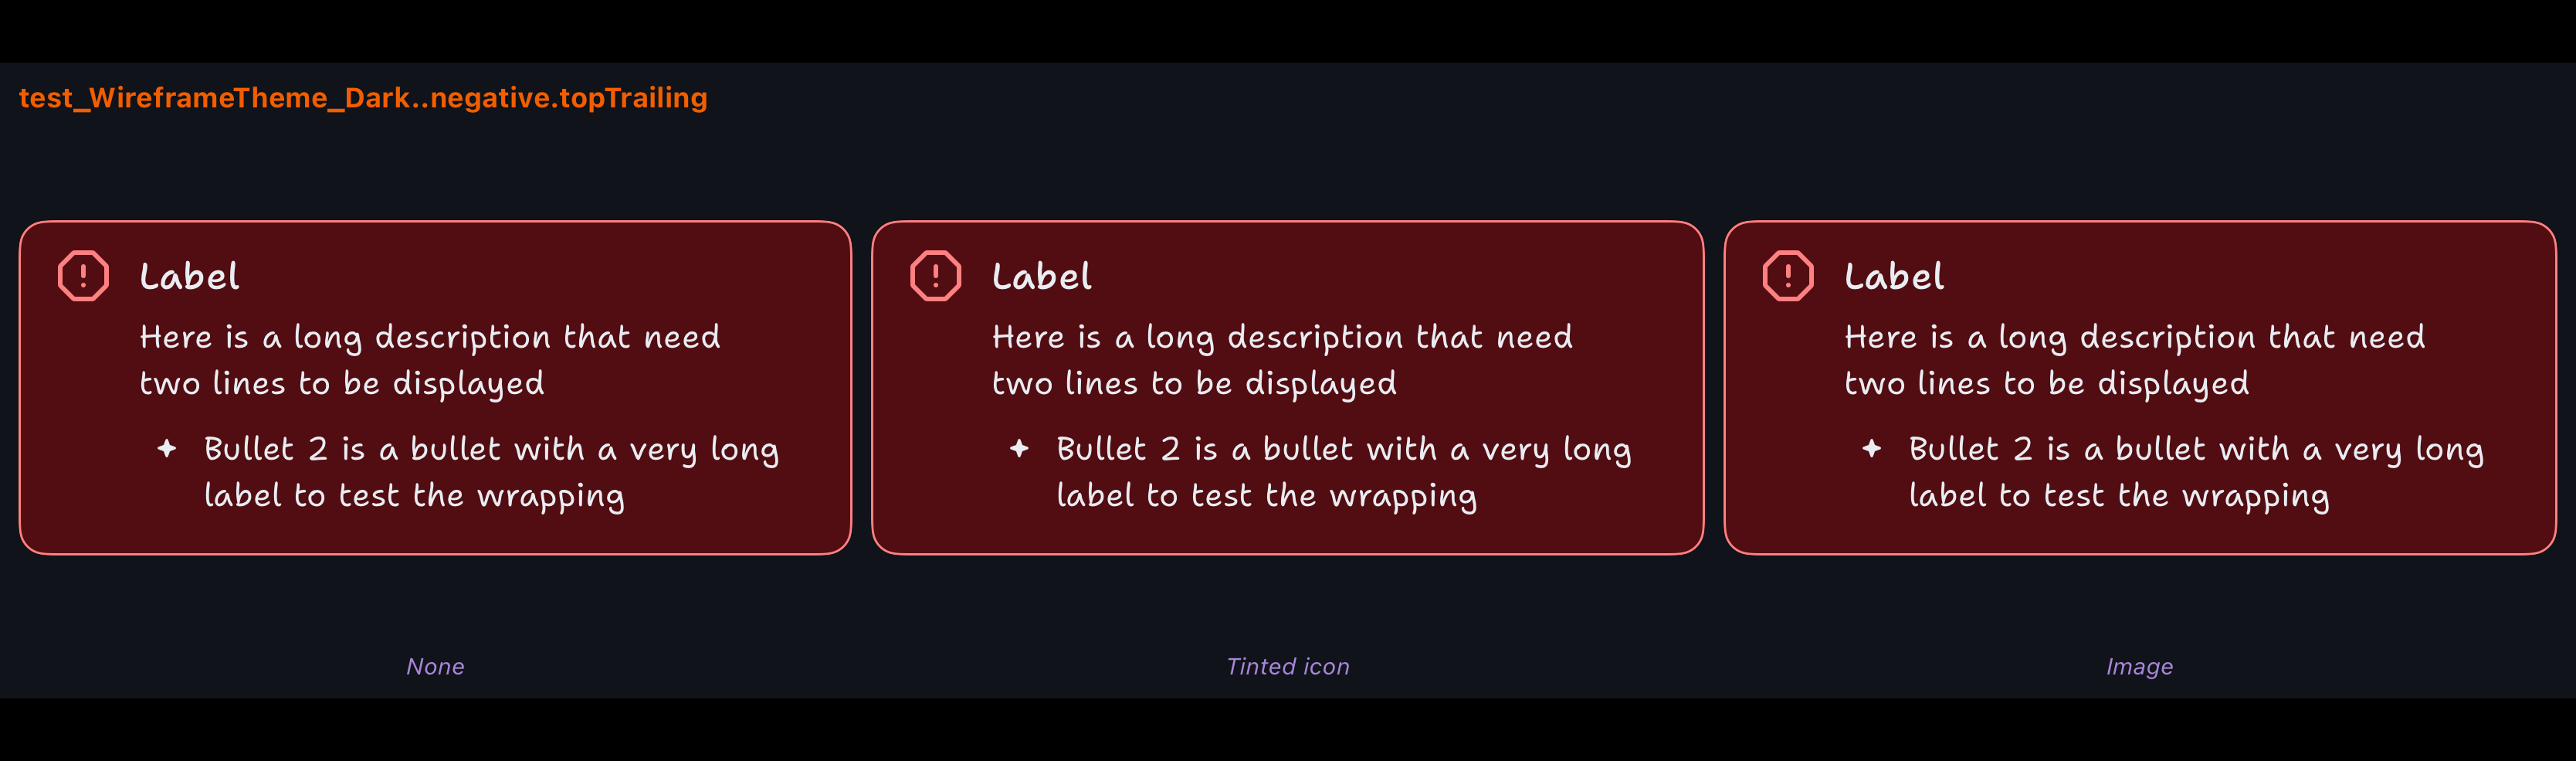 test_WireframeTheme_Dark..negative.topTrailing
Label
Here is a long description that need
two lines to be displayed
Bullet 2 is a bullet with a very long
label to test the wrapping
Label
Here is a long description that need
two lines to be displayed
Bullet 2 is a bullet with a very long
label to test the wrapping
Label
Here is a long description that need
two lines to be displayed
Bullet 2 is a bullet with a very long
label to test the wrapping
None
Tinted icon
Image